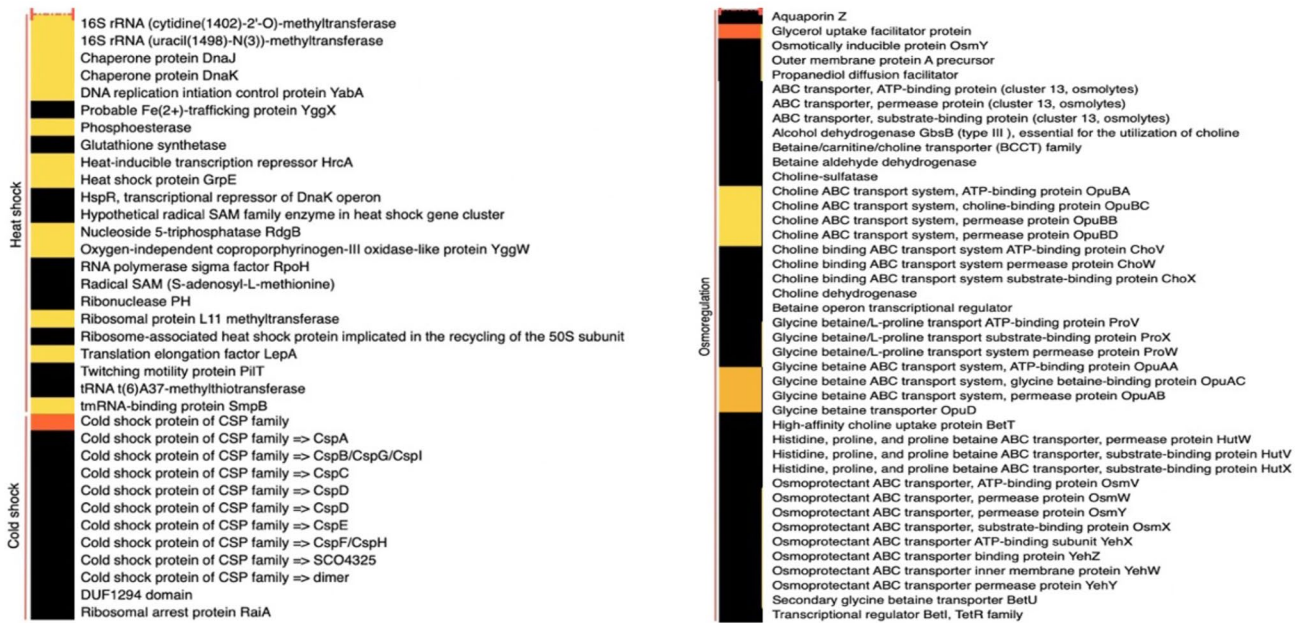 Heat shock
16S rRNA (cytidine(1402)-2'-O)-methyltransferase
16S rRNA (uracil(1498)-N(3))-methyltransferase
Chaperone protein DnaJ
Chaperone protein DnaK
DNA replication intiation control protein YabA
Probable Fe(2+)-trafficking protein YggX
Phosphoesterase
Glutathione synthetase
Heat-inducible transcription repressor HrcA
Heat shock protein GrpE
HspR, transcriptional repressor of DnaK operon
Hypothetical radical SAM family enzyme in heat shock gene cluster
Nucleoside 5-triphosphatase RdgB
Oxygen-independent coproporphyrinogen-III oxidase-like protein YggW
RNA polymerase sigma factor RpoH
Radical SAM (S-adenosyl-L-methionine)
Ribonuclease PH
Ribosomal protein L11 methyltransferase
Ribosome-associated heat shock protein implicated in the recycling of the 50S subunit
Translation elongation factor LepA
Twitching motility protein PilT
tRNA t(6)A37-methylthiotransferase
tmRNA-binding protein SmpB
Cold shock
Cold shock protein of CSP family
Cold shock protein of CSP family => CspA
Cold shock protein of CSP family => CspB/CspG/CspI
Cold shock protein of CSP family => CspC
Cold shock protein of CSP family => CspD
Cold shock protein of CSP family => CspD
Cold shock protein of CSP family => CspE
Cold shock protein of CSP family => CspF/CspH
Cold shock protein of CSP family => SCO4325
Cold shock protein of CSP family => dimer
DUF1294 domain
Ribosomal arrest protein RaiA
Osmoregulation
Aquaporin Z
Glycerol uptake facilitator protein
Osmotically inducible protein OsmY
Outer membrane protein A precursor
Propanediol diffusion facilitator
ABC transporter, ATP-binding protein (cluster 13, osmolytes)
ABC transporter, permease protein (cluster 13, osmolytes)
ABC transporter, substrate-binding protein (cluster 13, osmolytes)
Alcohol dehydrogenase GbsB (type III ), essential for the utilization of choline
Betaine/carnitine/choline transporter (BCCT) family
Betaine aldehyde dehydrogenase
Choline-sulfatase
Choline ABC transport system, ATP-binding protein OpuBA
Choline ABC transport system, choline-binding protein OpuBC
Choline ABC transport system, permease protein OpuBB
Choline ABC transport system, permease protein OpuBD
Choline binding ABC transport system ATP-binding protein ChoV
Choline binding ABC transport system permease protein ChoW
Choline binding ABC transport system substrate-binding protein ChoX
Choline dehydrogenase
Betaine operon transcriptional regulator
Glycine betaine/L-proline transport ATP-binding protein ProV
Glycine betaine/L-proline transport substrate-binding protein ProX
Glycine betaine/L-proline transport system permease protein ProW
Glycine betaine ABC transport system, ATP-binding protein OpuAA
Glycine betaine ABC transport system, glycine betaine-binding protein OpuAC
Glycine betaine ABC transport system, permease protein OpuAB
Glycine betaine transporter OpuD
High-affinity choline uptake protein BetT
Histidine, proline, and proline betaine ABC transporter, permease protein HutW
Histidine, proline, and proline betaine ABC transporter, substrate-binding protein HutV
Histidine, proline, and proline betaine ABC transporter, substrate-binding protein HutX
Osmoprotectant ABC transporter, ATP-binding protein OsmV
Osmoprotectant ABC transporter, permease protein OsmW
Osmoprotectant ABC transporter, permease protein OsmY
Osmoprotectant ABC transporter, substrate-binding protein OsmX
Osmoprotectant ABC transporter ATP-binding subunit YehX
Osmoprotectant ABC transporter binding protein YehZ
Osmoprotectant ABC transporter inner membrane protein YehW
Osmoprotectant ABC transporter permease protein YehY
Secondary glycine betaine transporter BetU
Transcriptional regulator BetI, TetR family